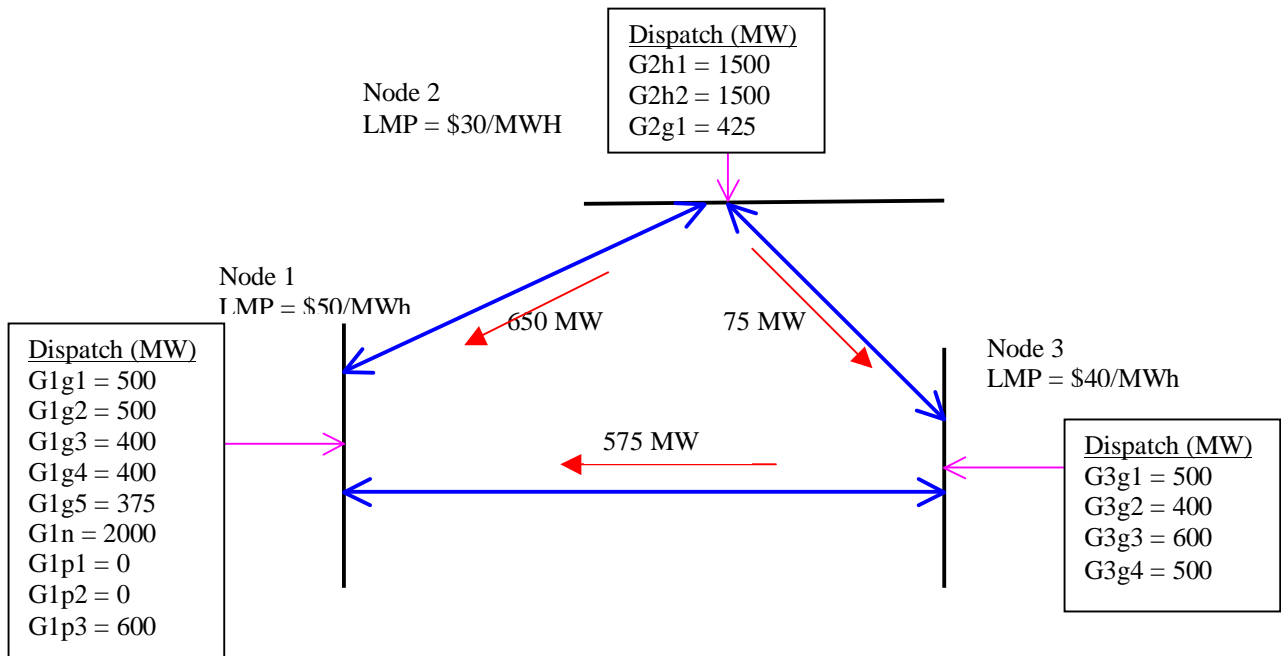 Dispatch (MW)
G2h1 = 1500
G2h2 = 1500
G2g1 = 425
Node 2
LMP = $30/MWH
Node 1
LMP = $50/MWh
650 MW
75 MW
Node 3
LMP = $40/MWh
Dispatch (MW)
G1g1 = 500
G1g2 = 500
G1g3 = 400
G1g4 = 400
G1g5 = 375
G1n = 2000
G1p1 = 0
G1p2 = 0
G1p3 = 600
575 MW
Dispatch (MW)
G3g1 = 500
G3g2 = 400
G3g3 = 600
G3g4 = 500